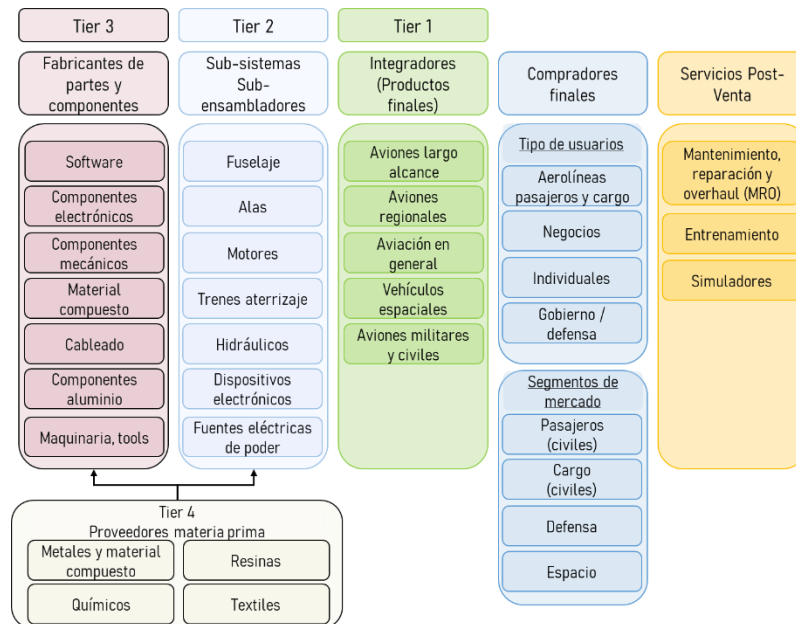 Tier 3
Fabricantes de
partes y
componentes
Software
Componentes
electrónicos
Componentes
mecánicos
Material
compuesto
Cableado
Componentes
aluminio
Maquinaria, tools
Tier 2
Sub-sistemas
Sub-
ensambladores
Fuselaje
Alas
Motores
Trenes aterrizaje
Hidráulicos
Dispositivos
electrónicos
Fuentes eléctricas
de poder
Tier 1
Integradores
(Productos
finales)
Aviones largo
alcance
Aviones
regionales
Aviación en
general
Vehículos
espaciales
Aviones militares
y civiles
Compradores
finales
Tipo de usuarios
Aerolíneas
pasajeros y cargo
Negocios
Individuales
Gobierno /
defensa
Segmentos de
mercado
Pasajeros
(civiles)
Cargo
(civiles)
Defensa
Espacio
Servicios Post-
Venta
Mantenimiento,
reparación y
overhaul (MRO)
Entrenamiento
Simuladores
Tier 4
Proveedores materia prima
Metales y material
compuesto
Resinas
Químicos
Textiles